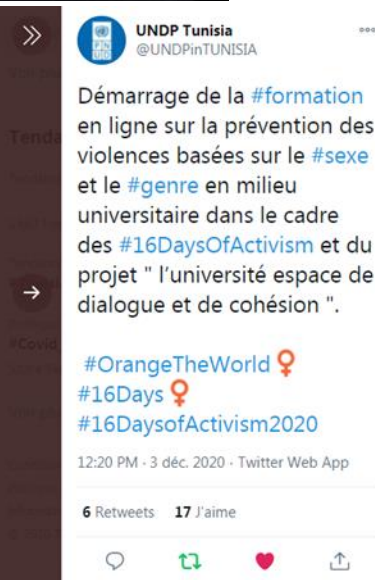 UNDP Tunisia
@UNDPinTUNISIA
Démarrage de la #formation
en ligne sur la prévention des
violences basées sur le #sexe
et le #genre en milieu
universitaire dans le cadre
des #16DaysOfActivism et du
projet " l'université espace de
dialogue et de cohésion ".
#OrangeTheWorld
#16Days
#16DaysofActivism2020
12:20 PM · 3 déc. 2020 · Twitter Web App
6 Retweets 17 J'aime
Tenda
#Covid